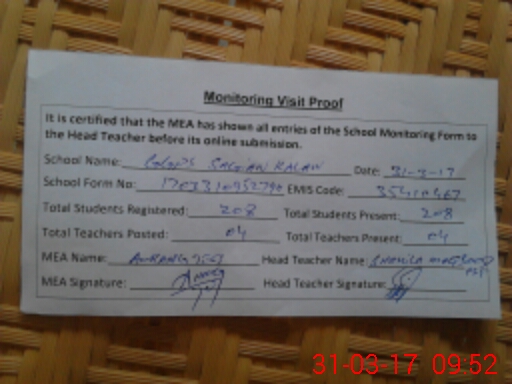 Monitoring Visit Proof
It is certified that the MEA has shown all entries of the School Monitoring Form to
the Head Teacher before its online submission.
School Name: Date: 31-3-17
School Form No: EMIS Code:
Total Students Registered: 208 Total Students Present: 208
Total Teachers Posted: 04 Total Teachers Present: 04
MEA Name: Head Teacher Name:
MEA Signature: Head Teacher Signature:
31-03-17 09:52